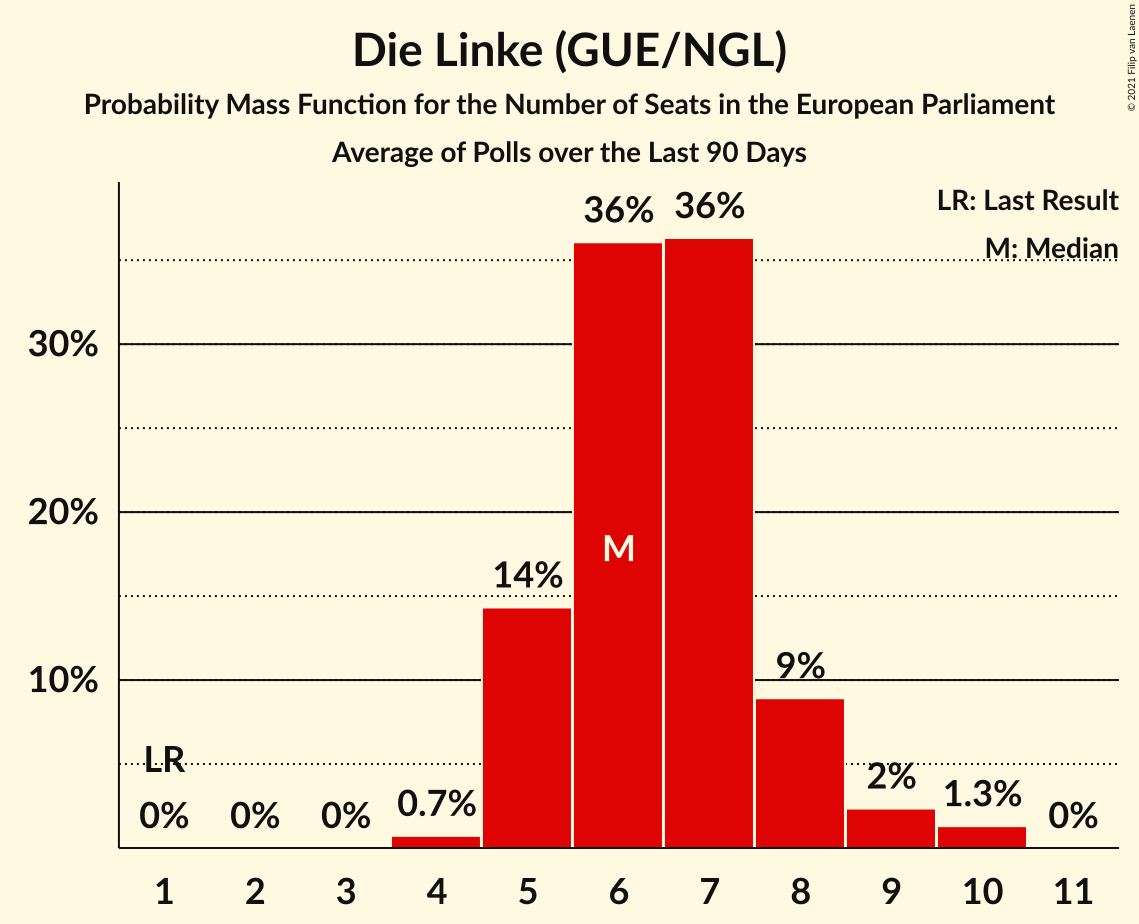 Die Linke (GUE/NGL)
Probability Mass Function for the Number of Seats in the European Parliament
Average of Polls over the Last 90 Days
© 2021 Filip van Laenen
LR: Last Result
M: Median
36%
36%
30%
20%
M
14%
10%
9%
LR
2%
0.7%
1.3%
0%
0%
0%
0%
1 2 3 4 5 6 7 8 9 10 11